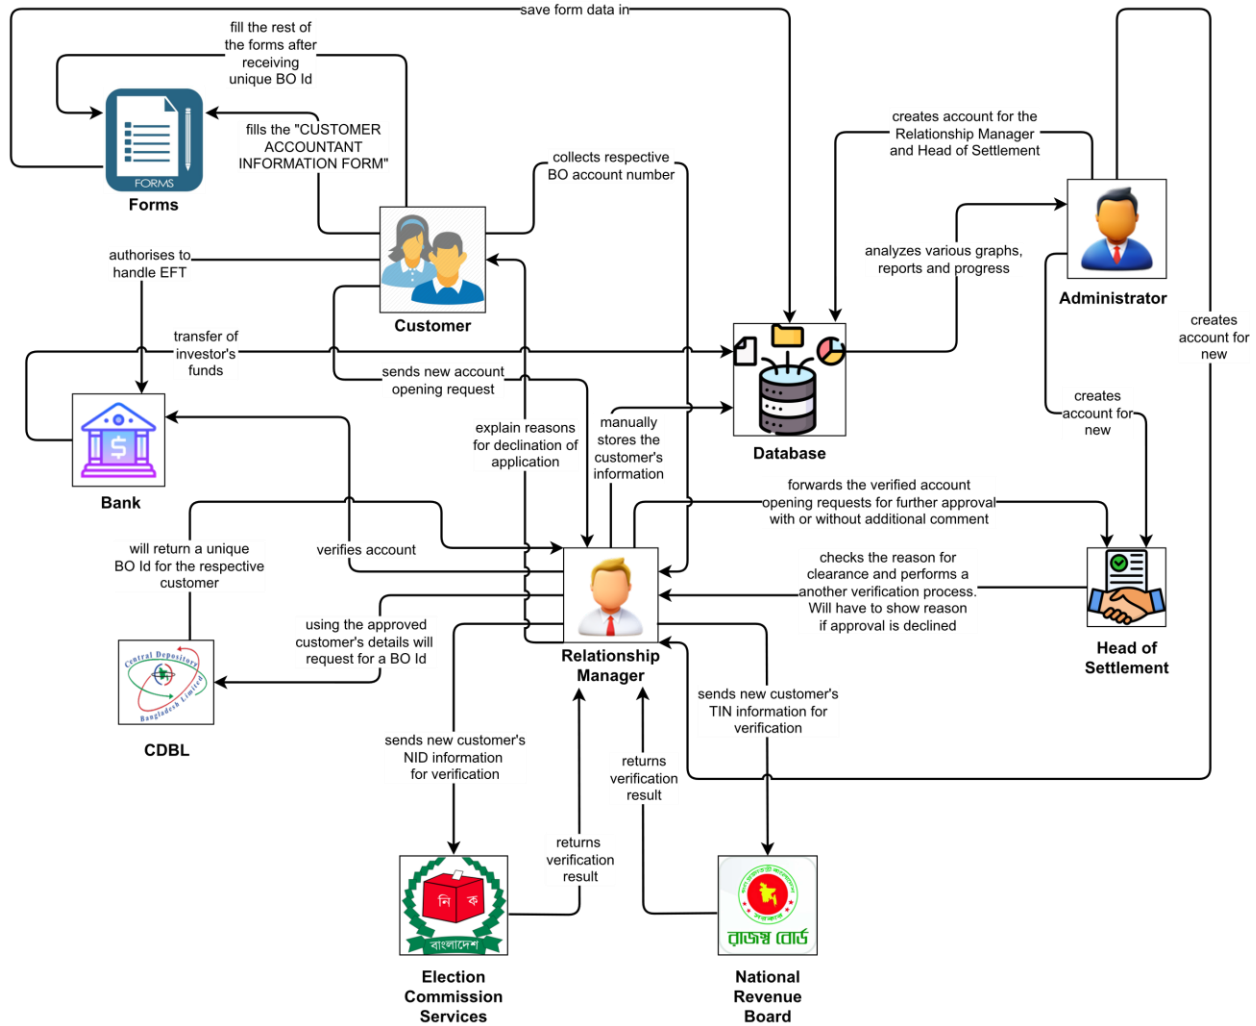 save form data in
fill the rest of
the forms after
receiving
unique BO Id
fills the "CUSTOMER
ACCOUNTANT
INFORMATION FORM"
FORMS
Forms
collects respective
BO account number
creates account for the
Relationship Manager
and Head of Settlement
analyzes various graphs,
reports and progress
Administrator
creates
account for
new
authorises to
handle EFT
Customer
transfer of
investor's
funds
sends new account
opening request
$
Bank
explain reasons
for declination of
application
manually
stores the
customer's
information
Database
creates
account for
new
forwards the verified account
opening requests for further approval
with or without additional comment
will return a unique
BO Id for the respective
customer
verifies account
checks the reason for
clearance and performs a
another verification process.
Will have to show reason
if approval is declined
Head of
Settlement
using the approved
customer's details will
request for a BO Id
Relationship
Manager
Central Depository
Bangladesh Limited
CDBL
sends new customer's
TIN information for
verification
sends new customer's
NID information
for verification
returns
verification
result
returns
verification
result
নি ক
বাংলাদেশ
Election
Commission
Services
রাজস্ব বোর্ড
National
Revenue
Board